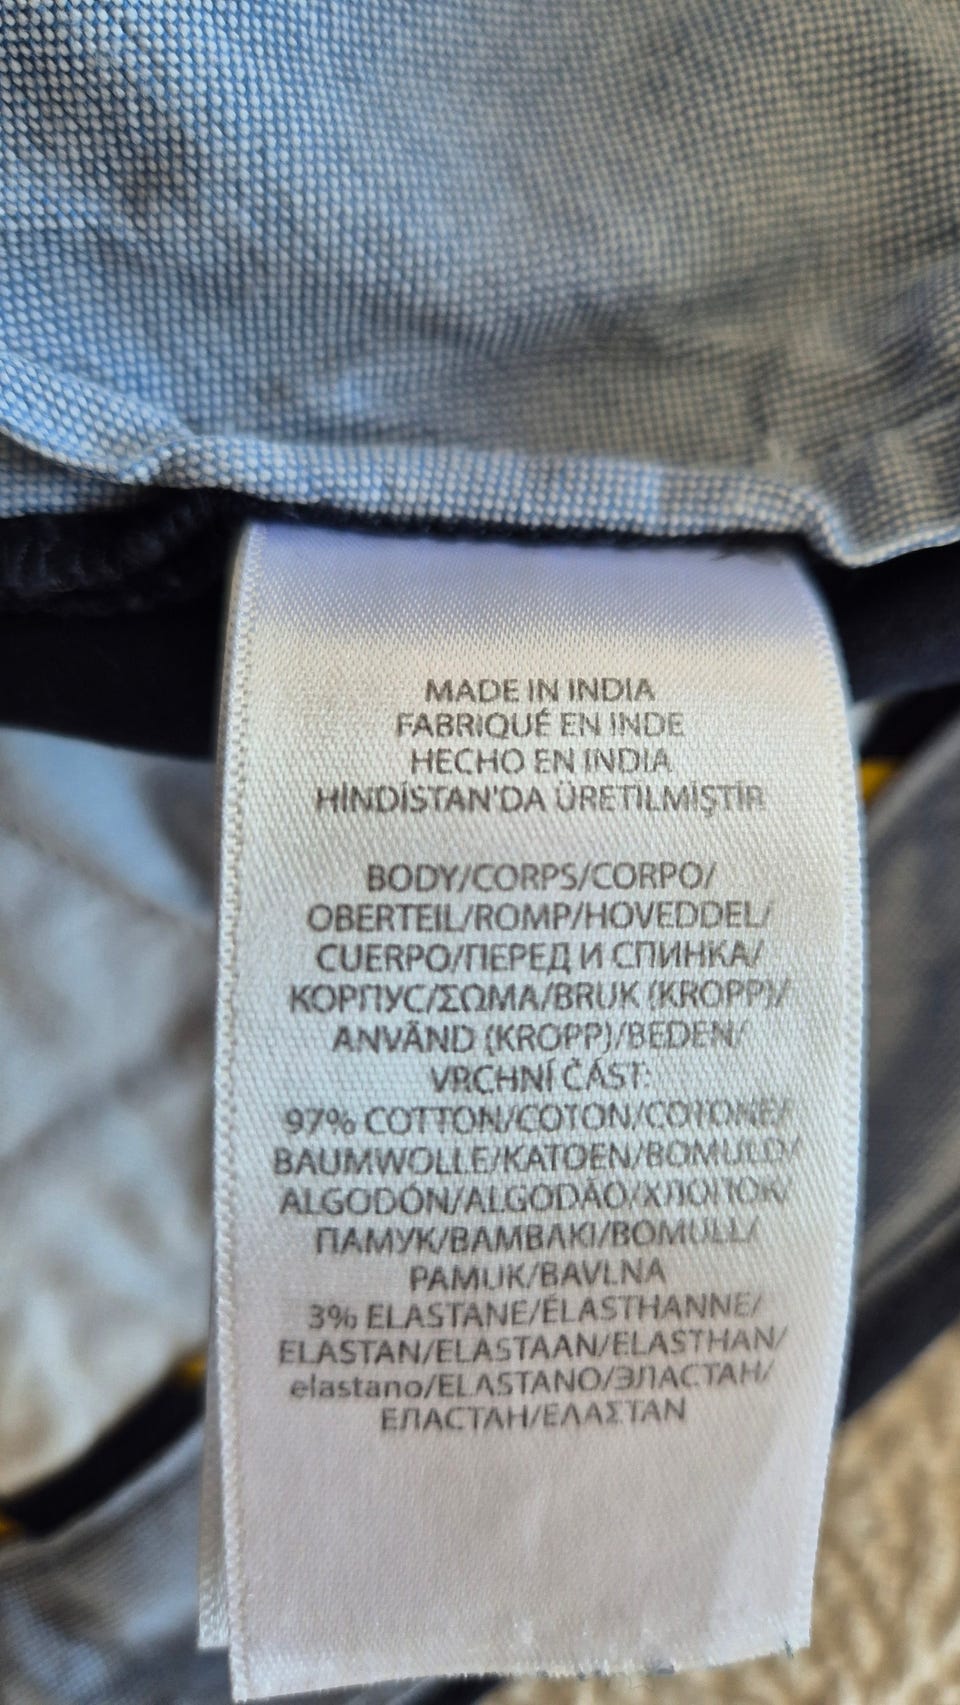 MADE IN INDIA
FABRIQUÉ EN INDE
HECHO EN INDIA
HİNDİSTAN'DA ÜRETİLMİŞTİR
BODY/CORPS/CORPO/
OBERTEIL/ROMP/HOVEDDEL/
CUERPO/ПЕРЕД И СПИНКА/
КОРПУС/ΣΩΜΑ/BRUK (KROPP)/
ANVÄND (KROPP)/BEDEN/
VRCHNÍ ČÁST:
97% COTTON/COTON/COTONE/
BAUMWOLLE/KATOEN/BOMULD/
ALGODÓN/ALGODÃO/ХЛОПОК/
ПАМУК/ΒΑΜΒΑΚΙ/BOMULL/
PAMUK/BAVLNA
3% ELASTANE/ÉLASTHANNE/
ELASTAN/ELASTAAN/ELASTHAN/
elastano/ELASTANO/ЭЛАСТАН/
ЕЛАСТАН/ΕΛΑΣΤΑΝ